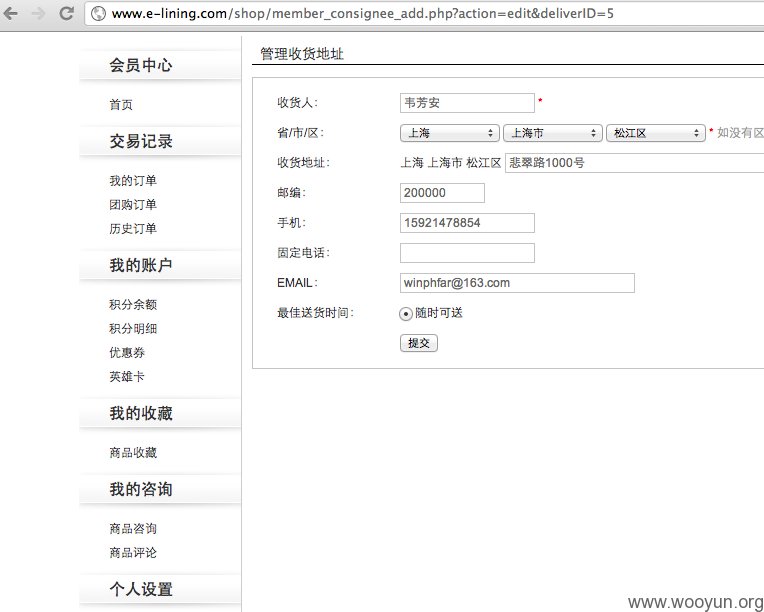 www.e-lining.com/shop/member_consignee_add.php?action=edit&deliverID=5
会员中心
首页
交易记录
我的订单
团购订单
历史订单
我的账户
积分余额
积分明细
优惠券
英雄卡
我的收藏
商品收藏
我的咨询
商品咨询
商品评论
个人设置
管理收货地址
收货人: 韦芳安 *
省/市/区: 上海 上海市 松江区 * 如没有区
收货地址: 上海 上海市 松江区 悲翠路1000号
邮编: 200000
手机: 15921478854
固定电话:
EMAIL: winphfar@163.com
最佳送货时间: 随时可送
提交
www.wooyun.org